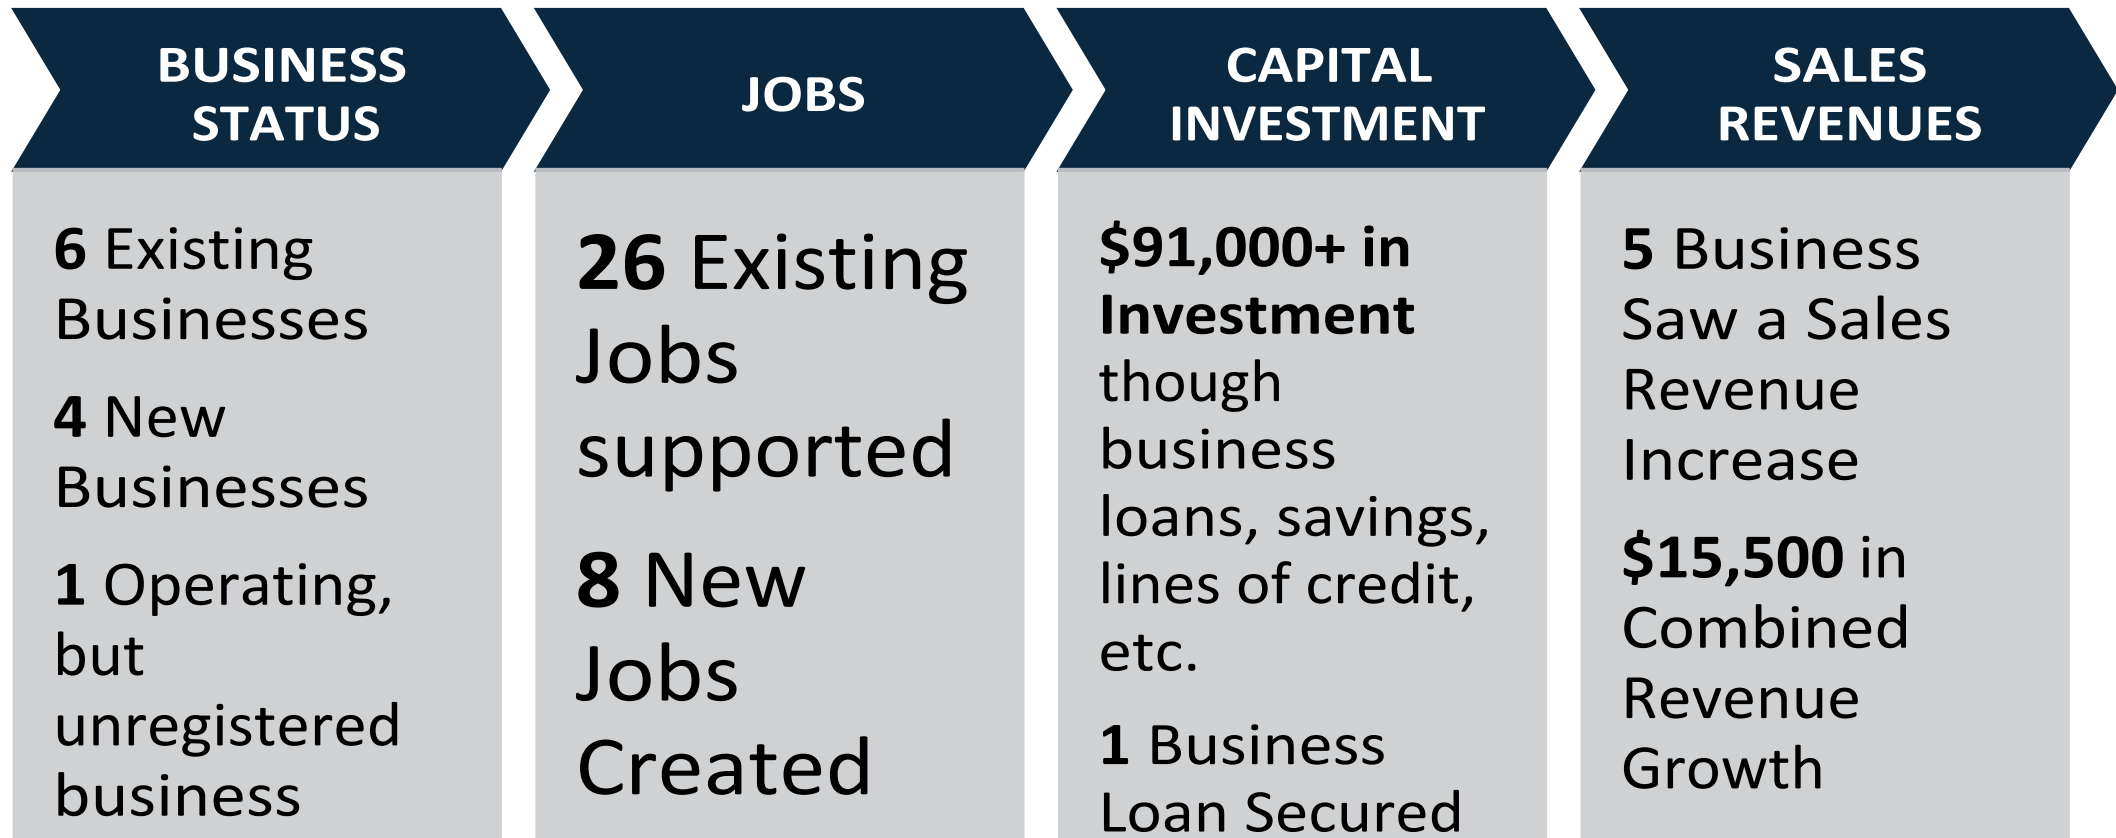 BUSINESS
STATUS
6 Existing
Businesses
4 New
Businesses
1 Operating,
but
unregistered
business
JOBS
26 Existing
Jobs
supported
8 New
Jobs
Created
CAPITAL
INVESTMENT
$91,000+ in
Investment
though
business
loans, savings,
lines of credit,
etc.
1 Business
Loan Secured
SALES
REVENUES
5 Business
Saw a Sales
Revenue
Increase
$15,500 in
Combined
Revenue
Growth